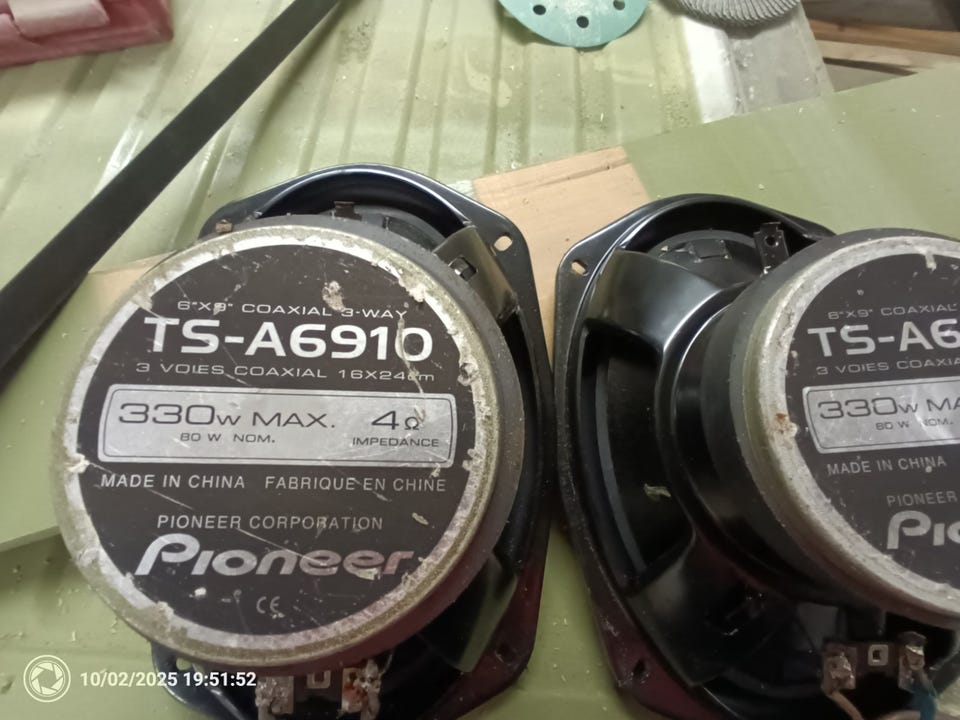 6"X9" COAXIAL 3-WAY
TS-A6910
3 VOIES COAXIAL 16X24cm
330W MAX. 4Ω
80 W NOM. IMPEDANCE
MADE IN CHINA FABRIQUE EN CHINE
PIONEER CORPORATION
Pioneer
CE
6"X9" COAXIAL
TS-A6
3 VOIES COAXIA
330W MA
80 W NOM.
MADE IN CHINA
PIONEER
Pio
10/02/2025 19:51:52